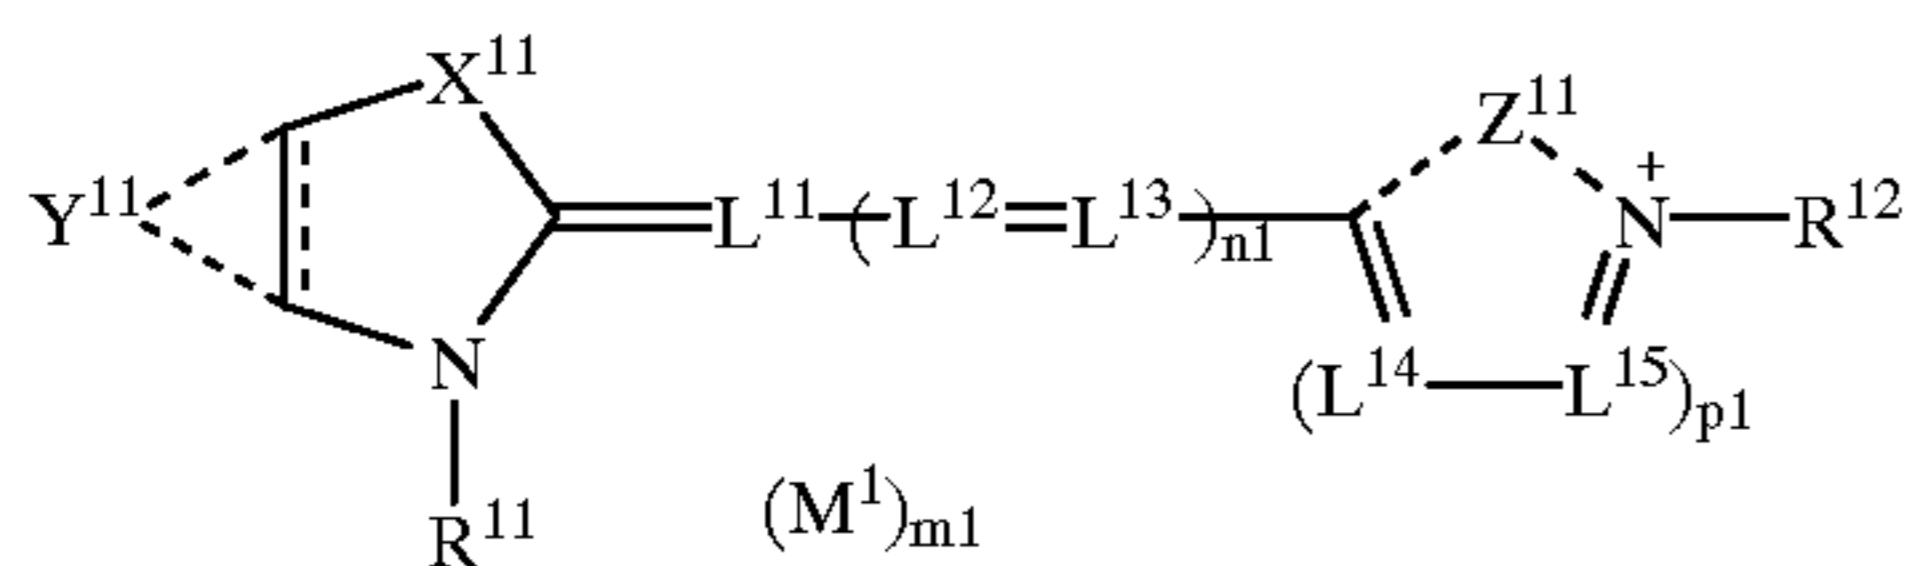 X¹¹
Z¹¹
+
Y¹¹ L¹¹ (L¹² L¹³)n1 N R¹²
N (L¹⁴ L¹⁵)p1
R¹¹ (M¹)m1